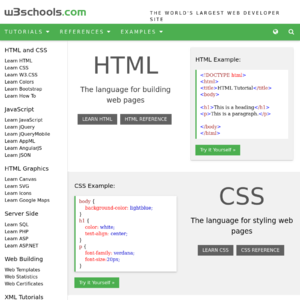 w3schools.com
THE WORLD'S LARGEST WEB DEVELOPER SITE
TUTORIALS REFERENCES EXAMPLES
HTML and CSS
Learn HTML
Learn CSS
Learn W3.CSS
Learn Colors
Learn Bootstrap
Learn How To
JavaScript
Learn JavaScript
Learn jQuery
Learn jQueryMobile
Learn AppML
Learn AngularJS
Learn JSON
HTML Graphics
Learn Canvas
Learn SVG
Learn Icons
Learn Google Maps
Server Side
Learn SQL
Learn PHP
Learn ASP
Learn ASP.NET
Web Building
Web Templates
Web Statistics
Web Certificates
XML Tutorials
HTML
The language for building
web pages
LEARN HTML HTML REFERENCE
HTML Example:
<!DOCTYPE html>
<html>
<title>HTML Tutorial</title>
<body>
<h1>This is a heading</h1>
<p>This is a paragraph.</p>
</body>
</html>
Try it Yourself »
CSS Example:
body {
background-color: lightblue;
}
h1 {
color: white;
text-align: center;
}
p {
font-family: verdana;
font-size: 20px;
}
Try it Yourself »
CSS
The language for styling web
pages
LEARN CSS CSS REFERENCE